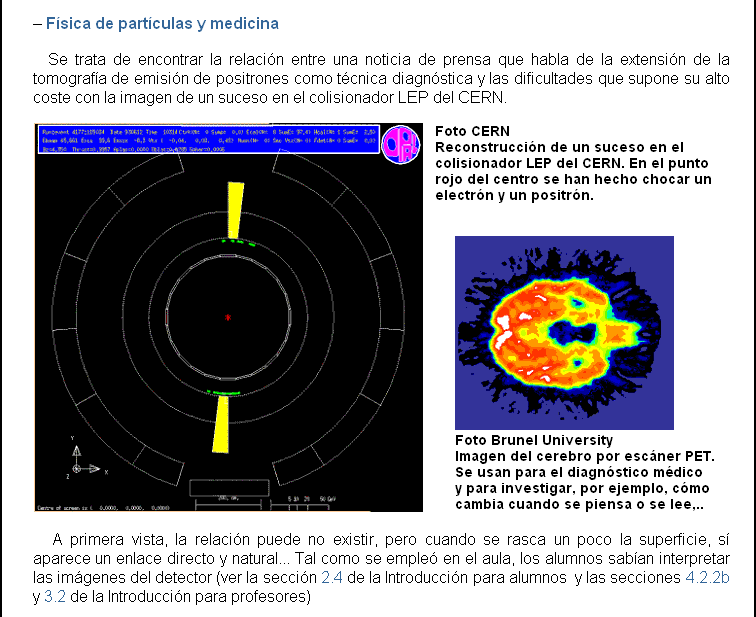 – Física de partículas y medicina
Se trata de encontrar la relación entre una noticia de prensa que habla de la extensión de la
tomografía de emisión de positrones como técnica diagnóstica y las dificultades que supone su alto
coste con la imagen de un suceso en el colisionador LEP del CERN.
Foto CERN
Reconstrucción de un suceso en el
colisionador LEP del CERN. En el punto
rojo del centro se han hecho chocar un
electrón y un positrón.
Y
Z X
Centre of screen is ( 0.0000, 0.0000, 0.0000)
Foto Brunel University
Imagen del cerebro por escáner PET.
Se usan para el diagnóstico médico
y para investigar, por ejemplo, cómo
cambia cuando se piensa o se lee,..
A primera vista, la relación puede no existir, pero cuando se rasca un poco la superficie, sí
aparece un enlace directo y natural... Tal como se empleó en el aula, los alumnos sabían interpretar
las imágenes del detector (ver la sección 2.4 de la Introducción para alumnos y las secciones 4.2.2b
y 3.2 de la Introducción para profesores)